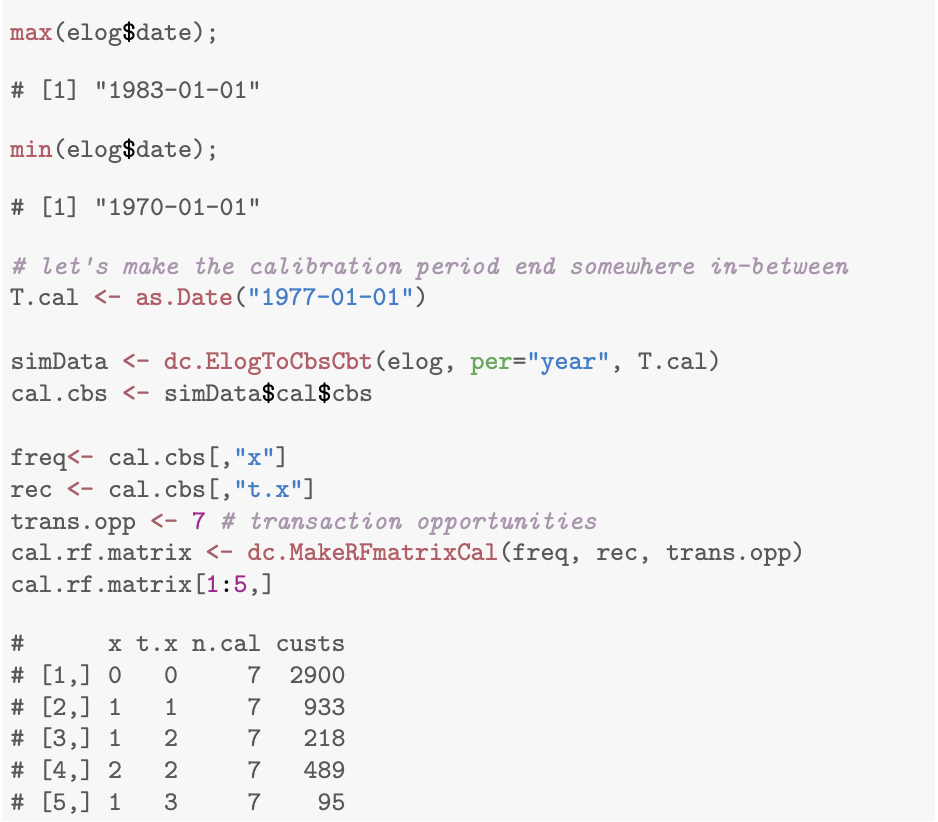 max(elog$date);
# [1] "1983-01-01"
min(elog$date);
# [1] "1970-01-01"
# let's make the calibration period end somewhere in-between
T.cal <- as.Date("1977-01-01")
simData <- dc.ElogToCbsCbt(elog, per="year", T.cal)
cal.cbs <- simData$cal$cbs
freq<- cal.cbs[,"x"]
rec <- cal.cbs[,"t.x"]
trans.opp <- 7 # transaction opportunities
cal.rf.matrix <- dc.MakeRFmatrixCal(freq, rec, trans.opp)
cal.rf.matrix[1:5,]
#      x t.x n.cal custs
# [1,] 0   0     7  2900
# [2,] 1   1     7   933
# [3,] 1   2     7   218
# [4,] 2   2     7   489
# [5,] 1   3     7    95